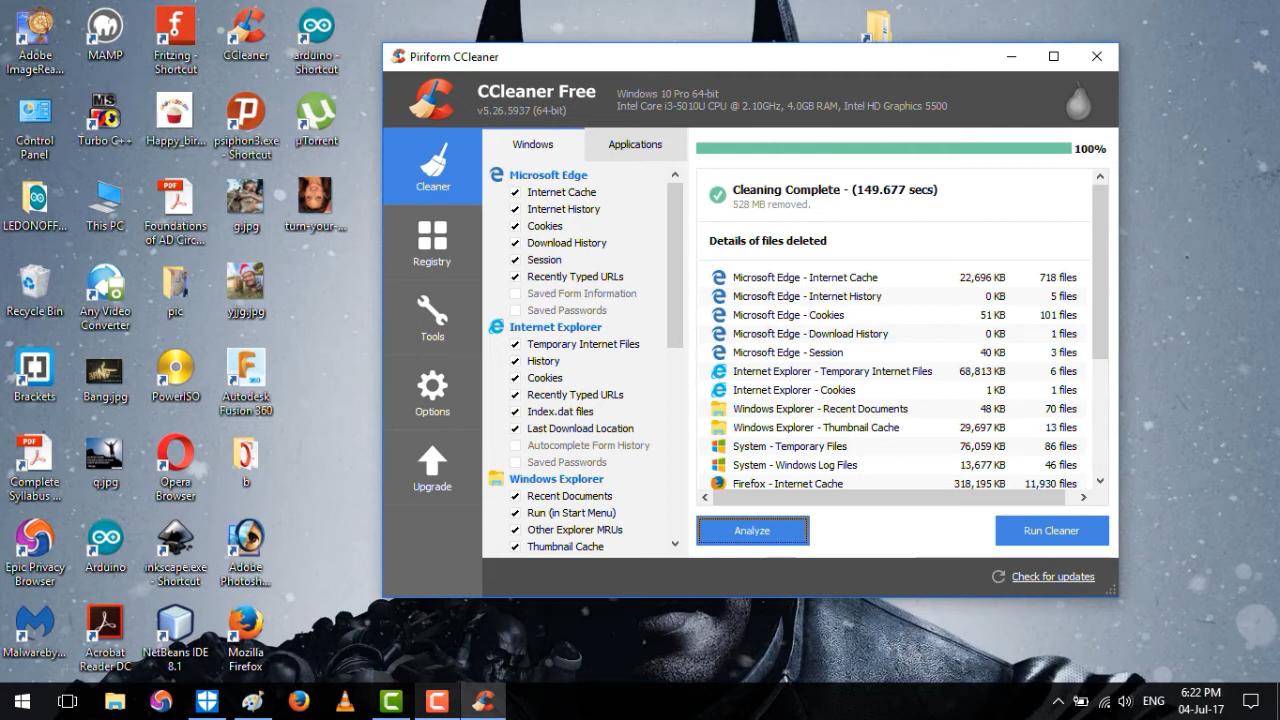 Adobe
ImageRea...
MAMP
Fritzing -
Shortcut
CCleaner
arduino -
Shortcut
Control
Panel
Turbo C++
Happy_bir...
psiphon3.exe
- Shortcut
µTorrent
LEDONOFF...
This PC
Foundations
of AD Circ...
g.jpg
turn-your-...
Recycle Bin
Any Video
Converter
pic
yjg.jpg
Brackets
Bang.jpg
PowerISO
Autodesk
Fusion 360
Complete
Syllabus ...
q.jpg
Opera
Browser
b
Epic Privacy
Browser
Arduino
inkscape.exe
- Shortcut
Adobe
Photosh...
Malwareby...
Acrobat
Reader DC
NetBeans IDE
8.1
Mozilla
Firefox
Piriform CCleaner
CCleaner Free
v5.26.5937 (64-bit)
Windows 10 Pro 64-bit
Intel Core i3-5010U CPU @ 2.10GHz, 4.0GB RAM, Intel HD Graphics 5500
Cleaner
Registry
Tools
Options
Upgrade
Windows
Applications
Microsoft Edge
Internet Cache
Internet History
Cookies
Download History
Session
Recently Typed URLs
Saved Form Information
Saved Passwords
Internet Explorer
Temporary Internet Files
History
Cookies
Recently Typed URLs
Index.dat files
Last Download Location
Autocomplete Form History
Saved Passwords
Windows Explorer
Recent Documents
Run (in Start Menu)
Other Explorer MRUs
Thumbnail Cache
100%
Cleaning Complete - (149.677 secs)
528 MB removed.
Details of files deleted
Microsoft Edge - Internet Cache 22,696 KB 718 files
Microsoft Edge - Internet History 0 KB 5 files
Microsoft Edge - Cookies 51 KB 101 files
Microsoft Edge - Download History 0 KB 1 files
Microsoft Edge - Session 40 KB 3 files
Internet Explorer - Temporary Internet Files 68,813 KB 6 files
Internet Explorer - Cookies 1 KB 1 files
Windows Explorer - Recent Documents 48 KB 70 files
Windows Explorer - Thumbnail Cache 29,697 KB 13 files
System - Temporary Files 76,059 KB 86 files
System - Windows Log Files 13,677 KB 46 files
Firefox - Internet Cache 318,195 KB 11,930 files
Analyze
Run Cleaner
Check for updates
ENG
6:22 PM
04-Jul-17